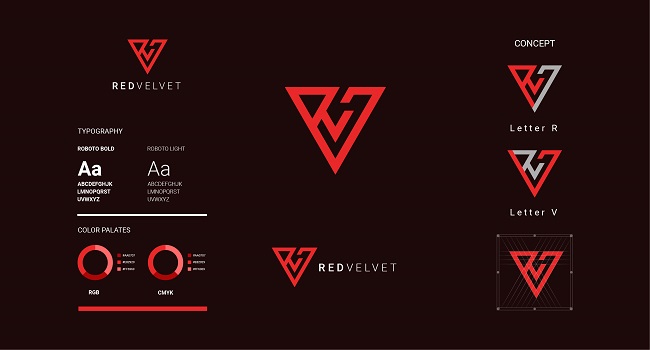 REDVELVET
TYPOGRAPHY
ROBOTO BOLD
Aa
ABCDEFGHIJK
LMNOPQRST
UVWXYZ
ROBOTO LIGHT
Aa
ABCDEFGHIJK
LMNOPQRST
UVWXYZ
COLOR PALATES
RGB
CMYK
REDVELVET
CONCEPT
Letter R
Letter V